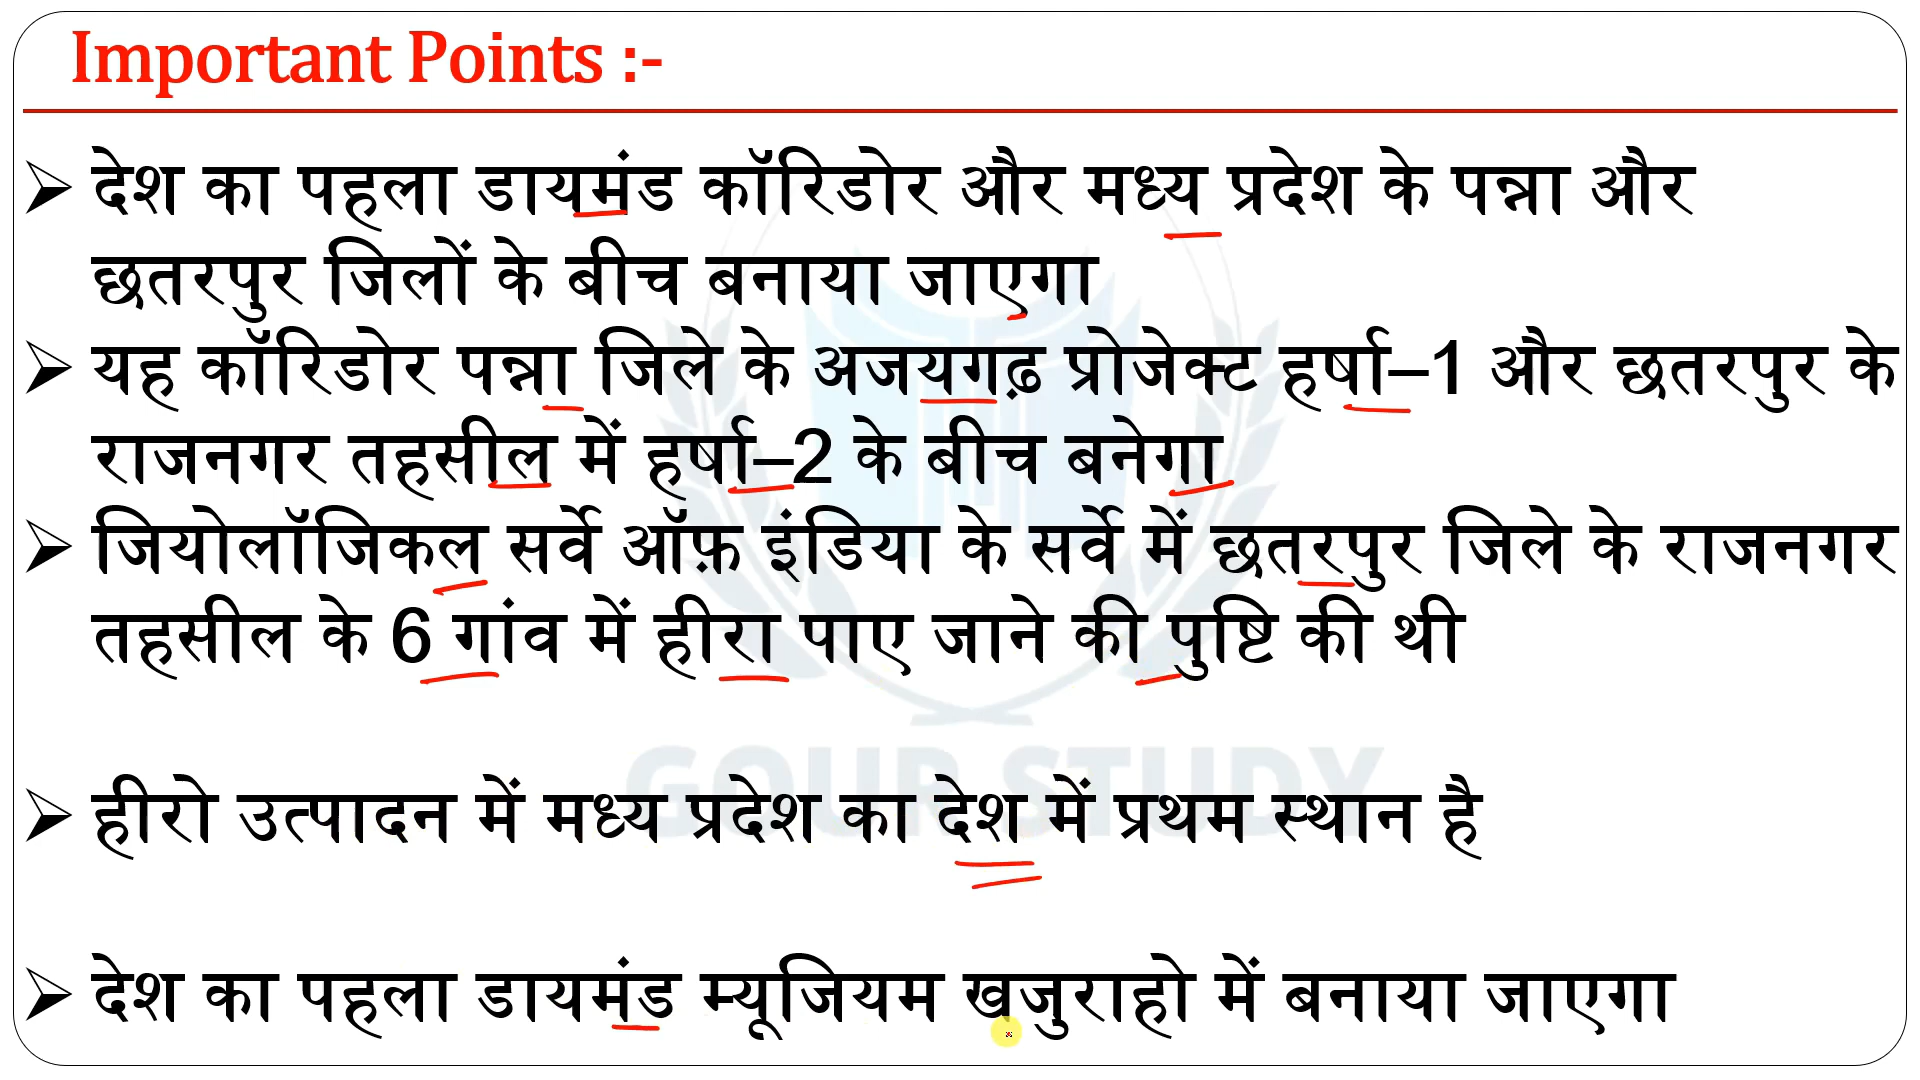 Important Points :-
➢ देश का पहला डायमंड कॉरिडोर और मध्य प्रदेश के पन्ना और
छतरपुर जिलों के बीच बनाया जाएगा
➢ यह कॉरिडोर पन्ना जिले के अजयगढ़ प्रोजेक्ट हर्षा–1 और छतरपुर के
राजनगर तहसील में हर्षा–2 के बीच बनेगा
➢ जियोलॉजिकल सर्वे ऑफ़ इंडिया के सर्वे में छतरपुर जिले के राजनगर
तहसील के 6 गांव में हीरा पाए जाने की पुष्टि की थी
GOUR STUDY
➢ हीरो उत्पादन में मध्य प्रदेश का देश में प्रथम स्थान है
➢ देश का पहला डायमंड म्यूजियम खजुराहो में बनाया जाएगा